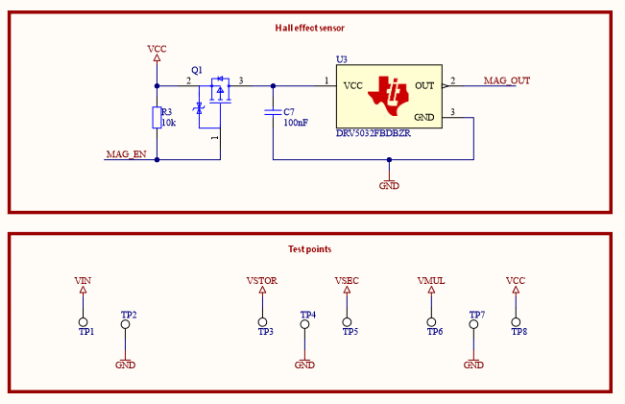 Hall effect sensor
VCC
Q1
U3
2
3
1
VCC
OUT
2
MAG_OUT
R3
10k
C7
100nF
GND
3
1
DRV5032FBDBZR
MAG_EN
GND
Test points
VIN
VSTOR
VSEC
VMUL
VCC
TP1
TP2
TP3
TP4
TP5
TP6
TP7
TP8
GND
GND
GND